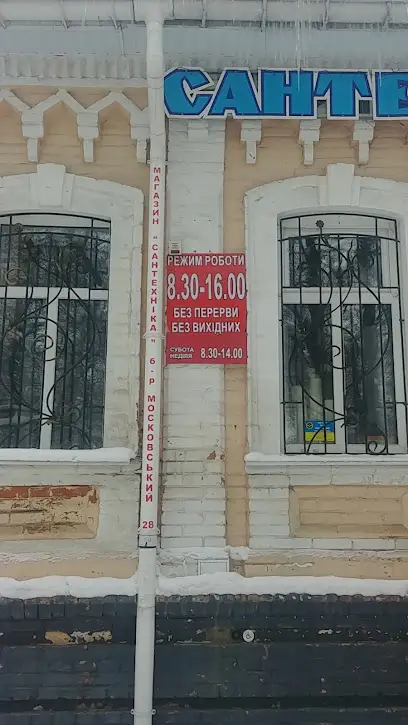 САНТЕ
МАГАЗИН "САНТЕХНІКА" б-р МОСКОВСЬКИЙ 28
РЕЖИМ РОБОТИ
8.30-16.00
БЕЗ ПЕРЕРВИ
БЕЗ ВИХІДНИХ
СУБОТА
НЕДІЛЯ 8.30-14.00